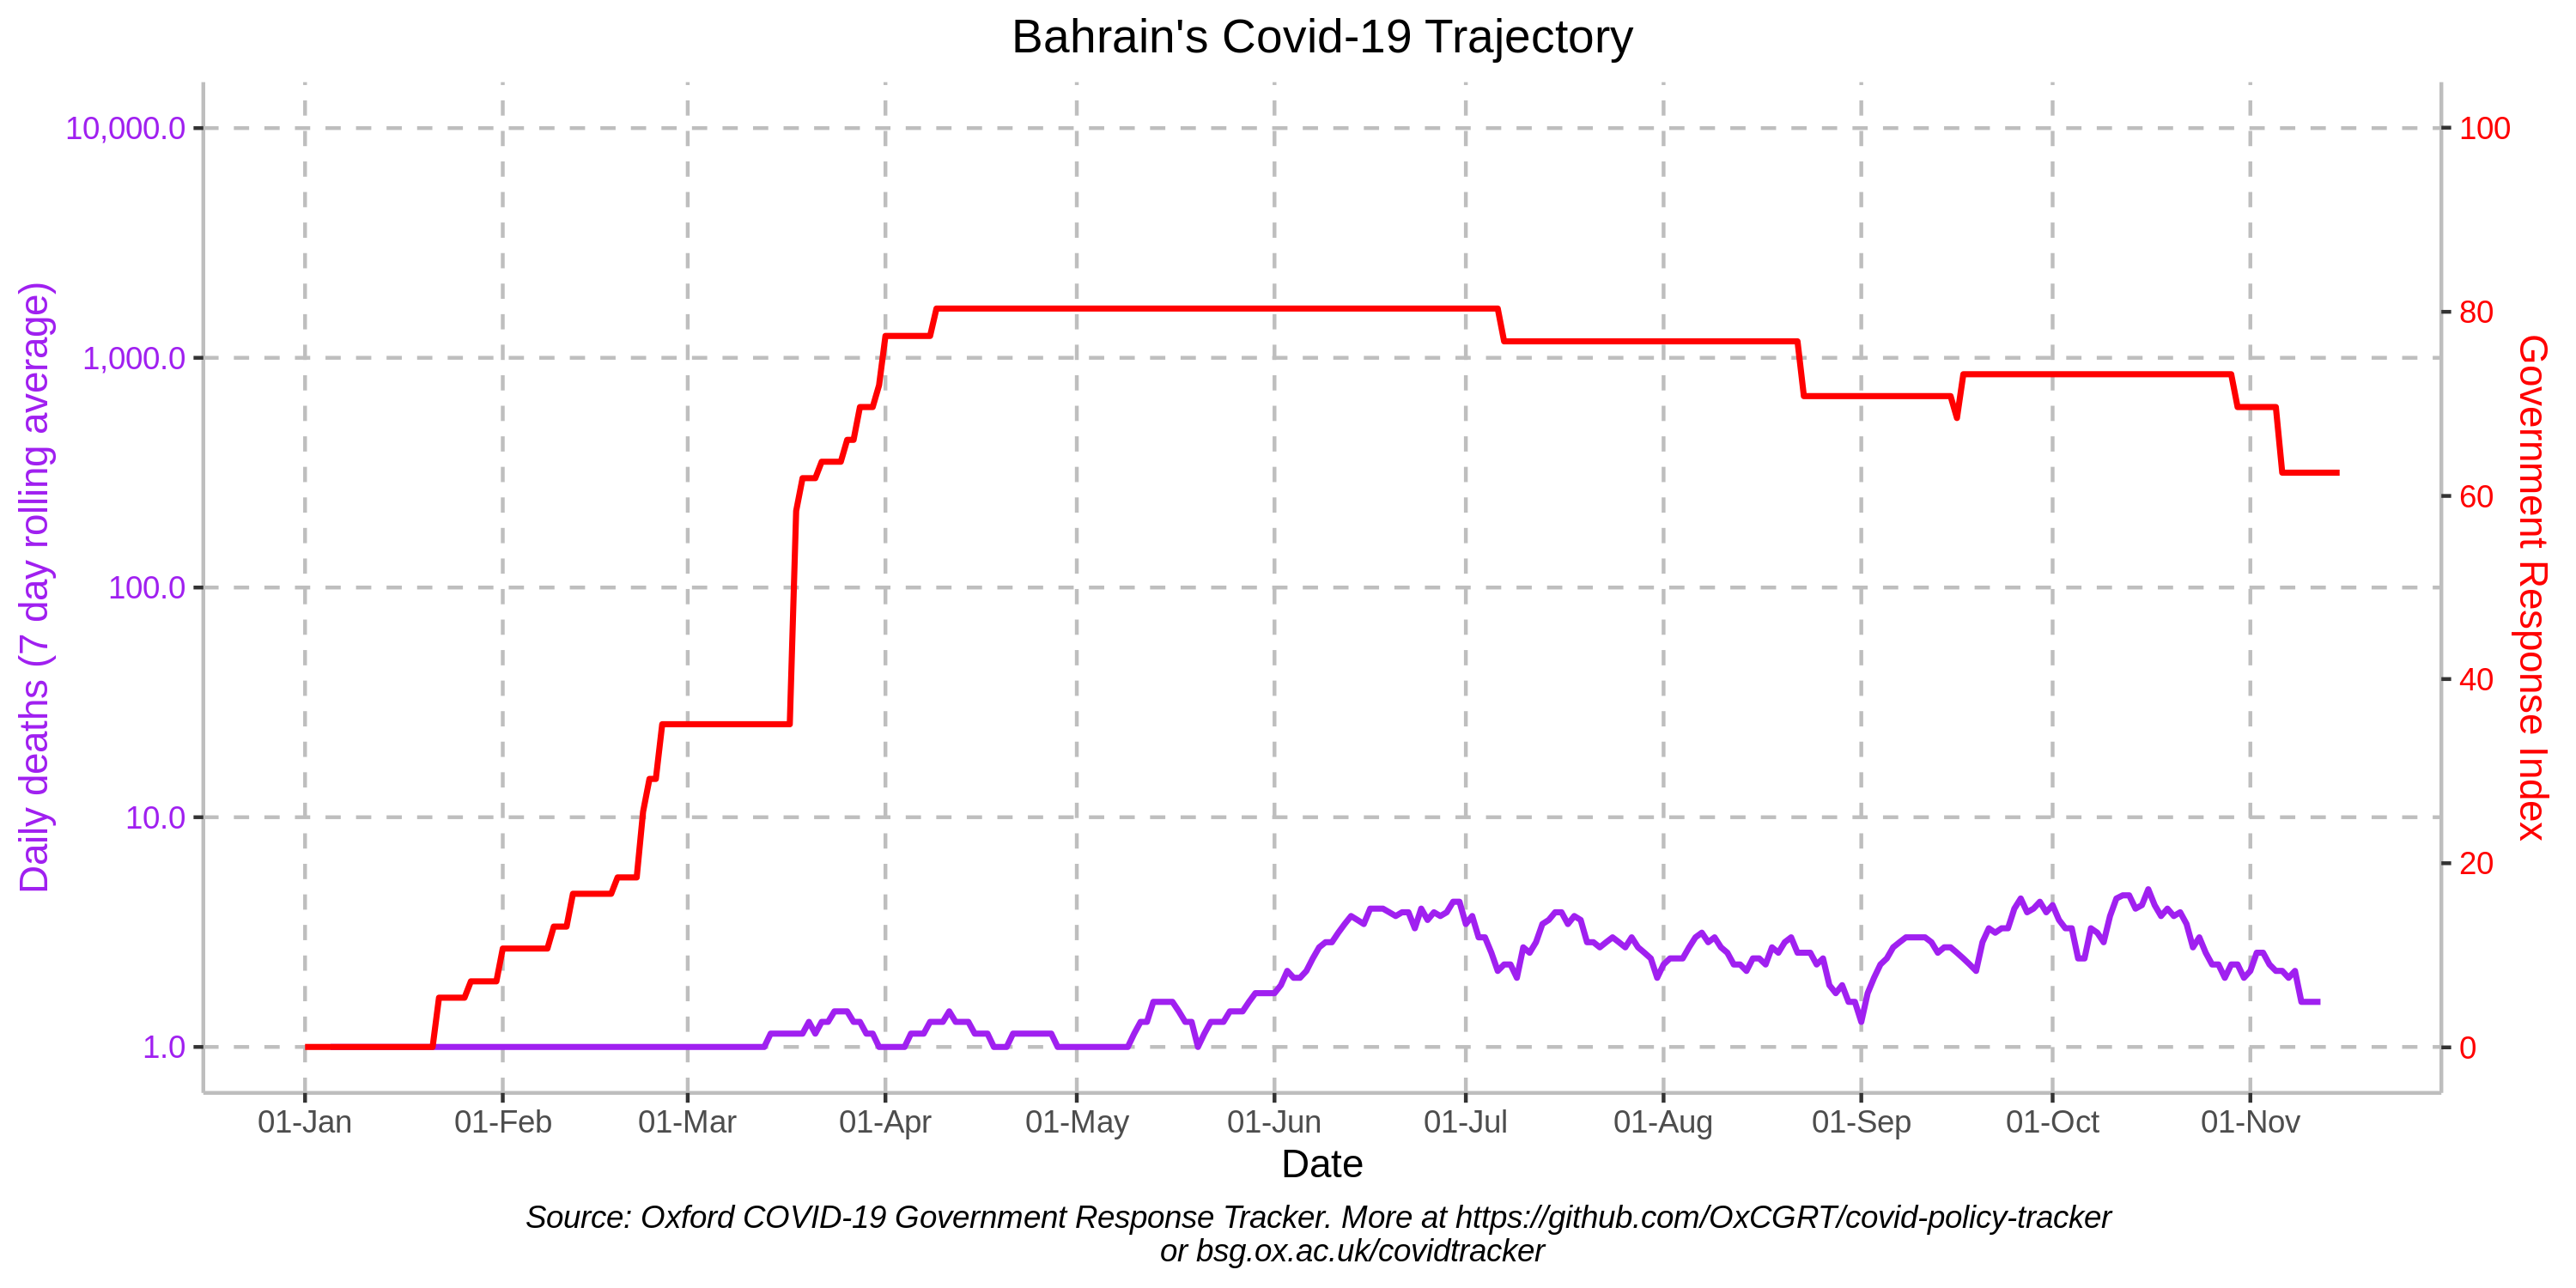 Bahrain's Covid-19 Trajectory
10,000.0
1,000.0
100.0
10.0
1.0
Daily deaths (7 day rolling average)
100
80
60
40
20
0
Government Response Index
01-Jan 01-Feb 01-Mar 01-Apr 01-May 01-Jun 01-Jul 01-Aug 01-Sep 01-Oct 01-Nov
Date
Source: Oxford COVID-19 Government Response Tracker. More at https://github.com/OxCGRT/covid-policy-tracker
or bsg.ox.ac.uk/covidtracker